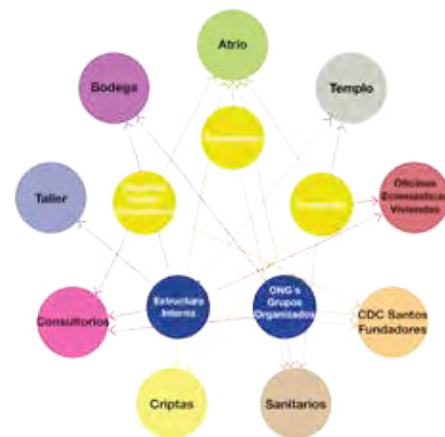 Atrio
Bodega
Templo
Taller
Oficinas
Eclesiasticas
Viviendas
Estructura
Interna
ONG´s
Grupos
Organizados
Consultorios
CDC Santos
Fundadores
Criptas
Sanitarios